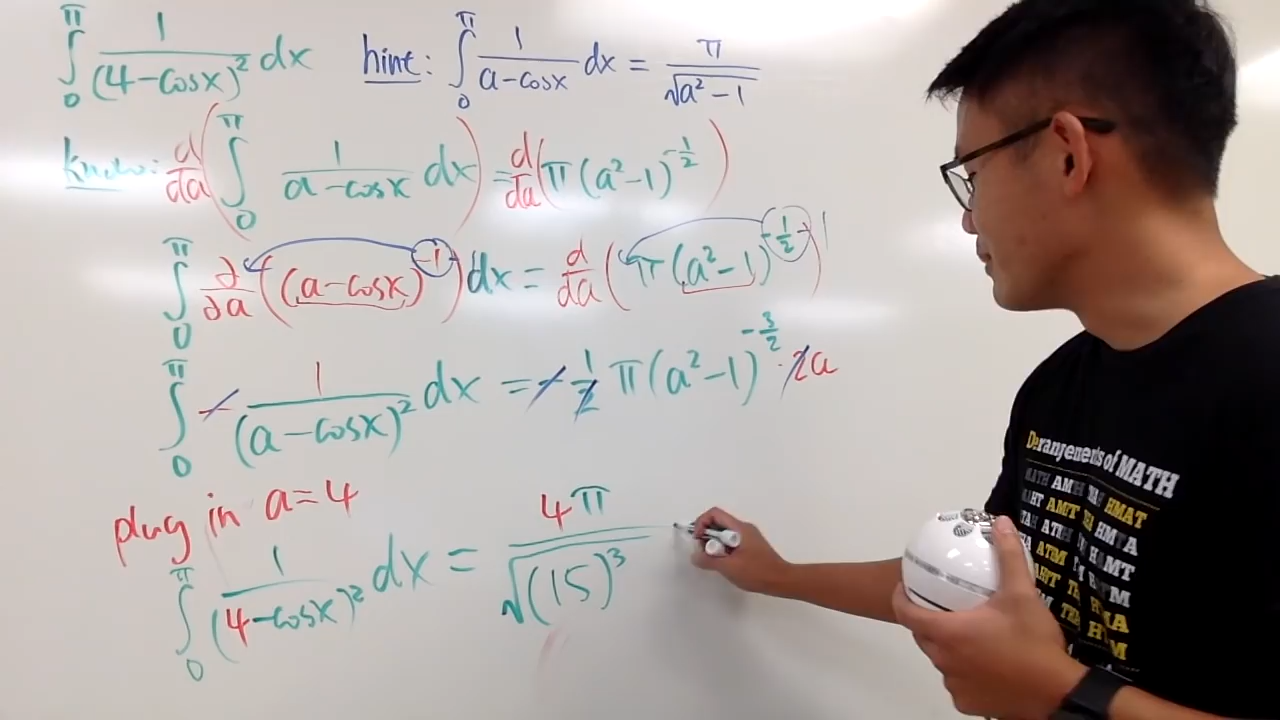 ∫₀^π 1/(4-cosx)² dx hint: ∫₀^π 1/(a-cosx) dx = π/√(a²-1)
know: d/da(∫₀^π 1/(a-cosx) dx) = d/da(π(a²-1)^(-1/2))
∫₀^π ∂/∂a((a-cosx)^(-1))dx = d/da(π(a²-1)^(-1/2 - 1))
∫₀^π - 1/(a-cosx)² dx = - 1/2 π(a²-1)^(-3/2) · 2a
plug in a=4
∫₀^π 1/(4-cosx)² dx = 4π/√(15)³
Derangements of MATH